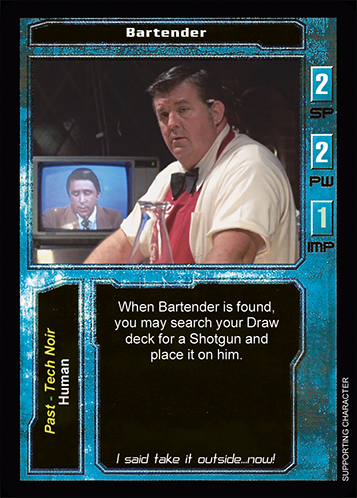 Bartender
2
SP
2
PW
1
IMP
Past - Tech Noir
Human
When Bartender is found,
you may search your Draw
deck for a Shotgun and
place it on him.
I said take it outside..now!
SUPPORTING CHARACTER